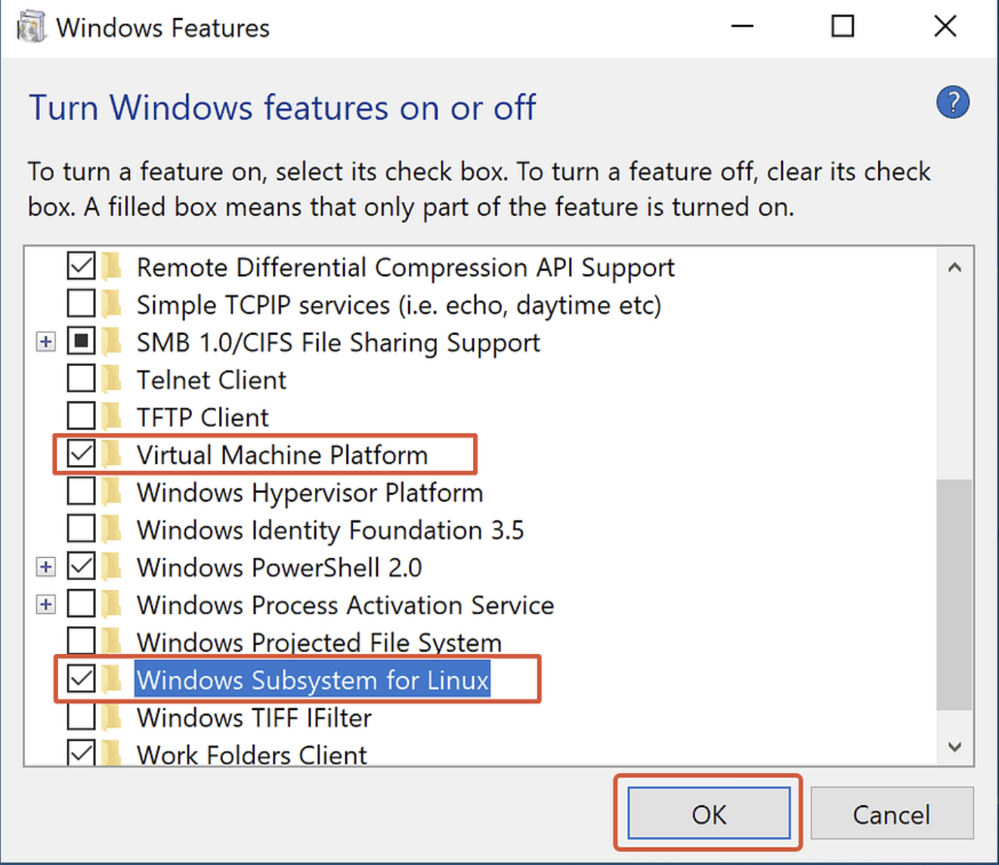 Windows Features
Turn Windows features on or off
To turn a feature on, select its check box. To turn a feature off, clear its check
box. A filled box means that only part of the feature is turned on.
Remote Differential Compression API Support
Simple TCPIP services (i.e. echo, daytime etc)
SMB 1.0/CIFS File Sharing Support
Telnet Client
TFTP Client
Virtual Machine Platform
Windows Hypervisor Platform
Windows Identity Foundation 3.5
Windows PowerShell 2.0
Windows Process Activation Service
Windows Projected File System
Windows Subsystem for Linux
Windows TIFF IFilter
Work Folders Client
OK
Cancel